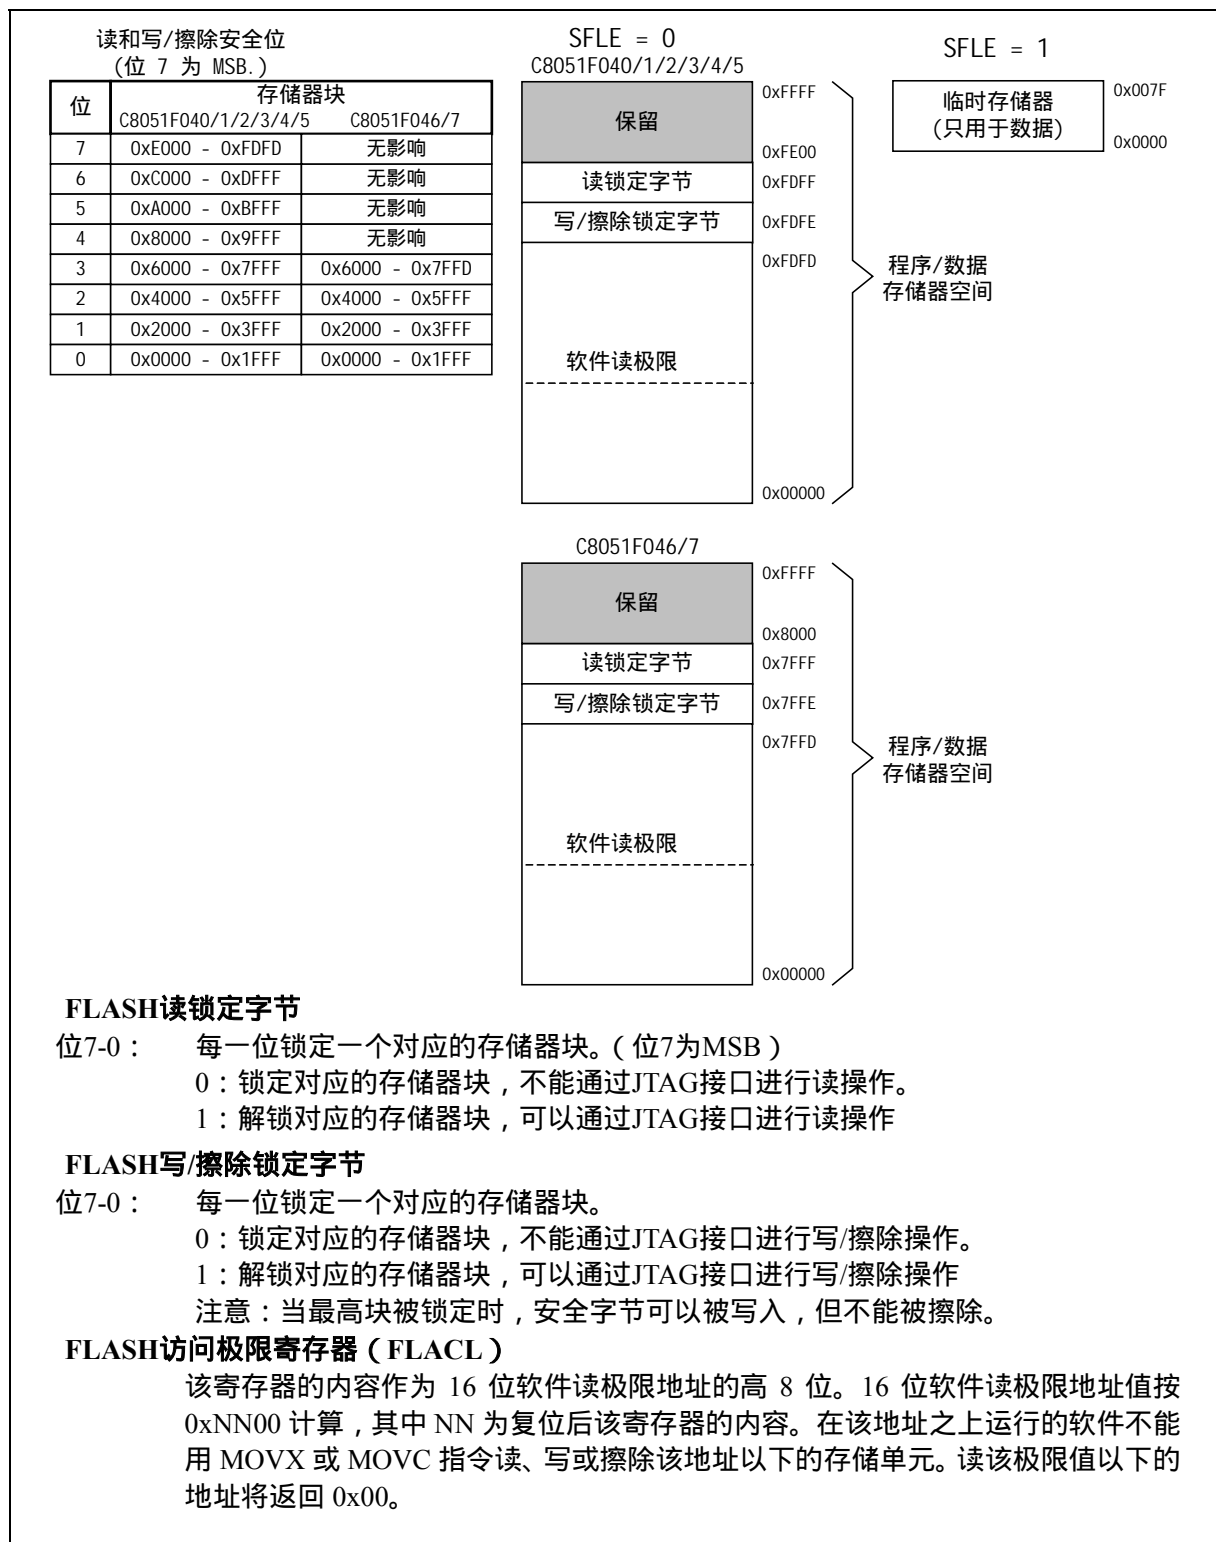 读和写/擦除安全位
(位 7 为 MSB.)
位 存储器块
C8051F040/1/2/3/4/5 C8051F046/7
7 0xE000 - 0xFDFD 无影响
6 0xC000 - 0xDFFF 无影响
5 0xA000 - 0xBFFF 无影响
4 0x8000 - 0x9FFF 无影响
3 0x6000 - 0x7FFF 0x6000 - 0x7FFD
2 0x4000 - 0x5FFF 0x4000 - 0x5FFF
1 0x2000 - 0x3FFF 0x2000 - 0x3FFF
0 0x0000 - 0x1FFF 0x0000 - 0x1FFF
SFLE = 0
C8051F040/1/2/3/4/5
保留
0xFFFF
0xFE00
读锁定字节 0xFDFF
写/擦除锁定字节 0xFDFE
0xFDFD
程序/数据
存储器空间
软件读极限
0x00000
SFLE = 1
临时存储器
(只用于数据)
0x007F
0x0000
C8051F046/7
保留
0xFFFF
0x8000
读锁定字节 0x7FFF
写/擦除锁定字节 0x7FFE
0x7FFD
程序/数据
存储器空间
软件读极限
0x00000
FLASH读锁定字节
位7-0： 每一位锁定一个对应的存储器块。（位7为MSB）
0：锁定对应的存储器块，不能通过JTAG接口进行读操作。
1：解锁对应的存储器块，可以通过JTAG接口进行读操作
FLASH写/擦除锁定字节
位7-0： 每一位锁定一个对应的存储器块。
0：锁定对应的存储器块，不能通过JTAG接口进行写/擦除操作。
1：解锁对应的存储器块，可以通过JTAG接口进行写/擦除操作
注意：当最高块被锁定时，安全字节可以被写入，但不能被擦除。
FLASH访问极限寄存器（FLACL）
该寄存器的内容作为 16 位软件读极限地址的高 8 位。16 位软件读极限地址值按
0xNN00 计算，其中 NN 为复位后该寄存器的内容。在该地址之上运行的软件不能
用 MOVX 或 MOVC 指令读、写或擦除该地址以下的存储单元。读该极限值以下的
地址将返回 0x00。